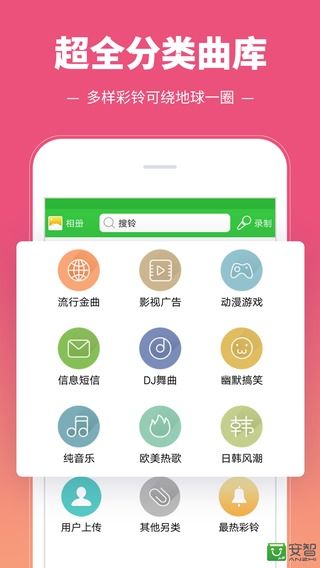 超全分类曲库
- 多样彩铃可绕地球一圈 -
相册 搜铃 录制
流行金曲 影视广告 动漫游戏
信息短信 DJ舞曲 幽默搞笑
韩
纯音乐 欧美热歌 日韩风潮
用户上传 其他另类 最热彩铃
安智
ANZHI